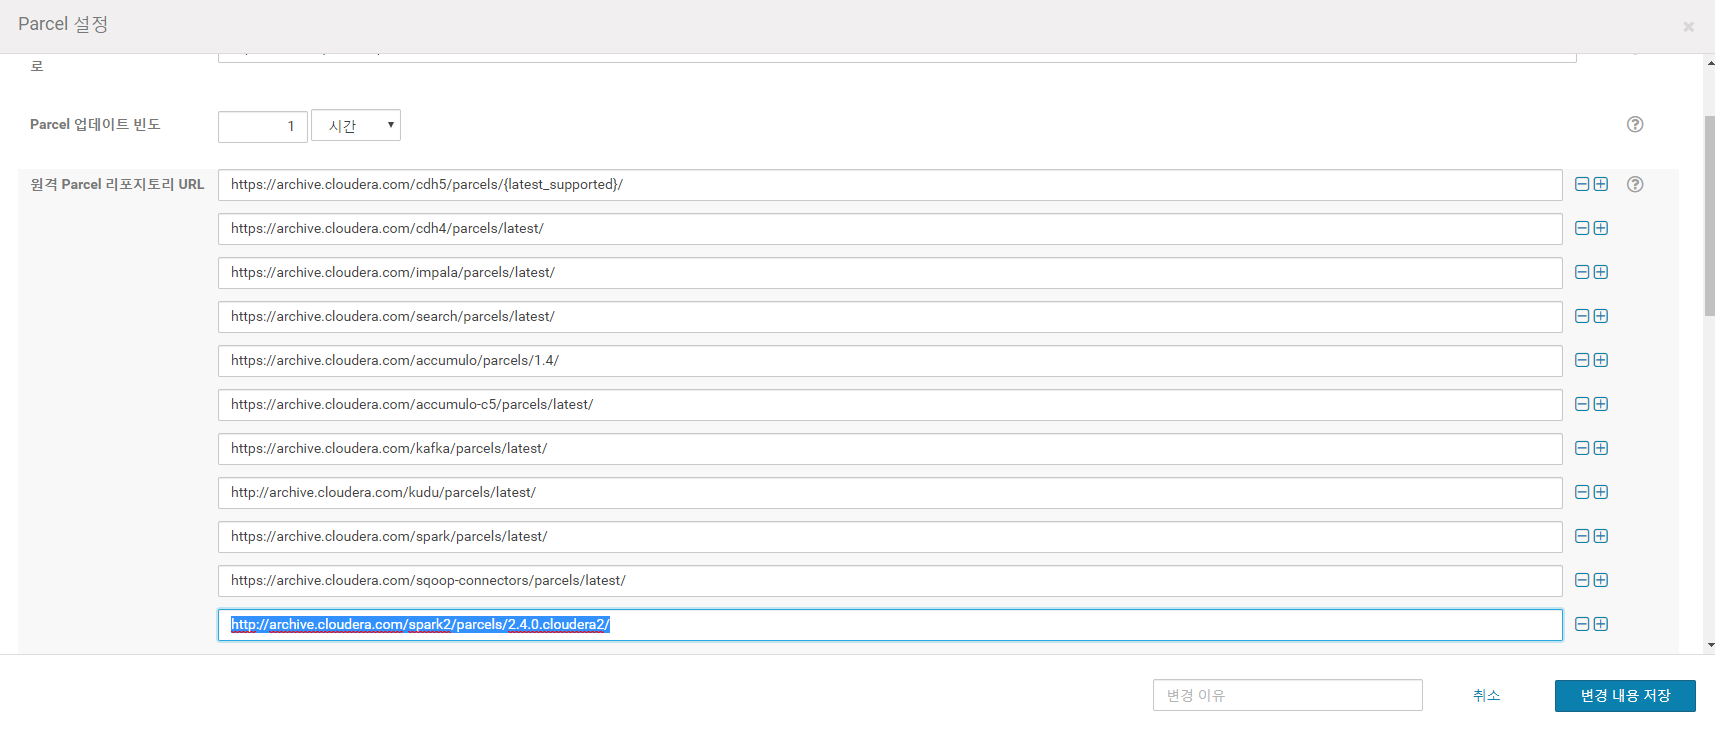 Parcel 설정
로
Parcel 업데이트 빈도
1 시간
원격 Parcel 리포지토리 URL
https://archive.cloudera.com/cdh5/parcels/{latest_supported}/
https://archive.cloudera.com/cdh4/parcels/latest/
https://archive.cloudera.com/impala/parcels/latest/
https://archive.cloudera.com/search/parcels/latest/
https://archive.cloudera.com/accumulo/parcels/1.4/
https://archive.cloudera.com/accumulo-c5/parcels/latest/
https://archive.cloudera.com/kafka/parcels/latest/
http://archive.cloudera.com/kudu/parcels/latest/
https://archive.cloudera.com/spark/parcels/latest/
https://archive.cloudera.com/sqoop-connectors/parcels/latest/
http://archive.cloudera.com/spark2/parcels/2.4.0.cloudera2/
변경 이유 취소 변경 내용 저장